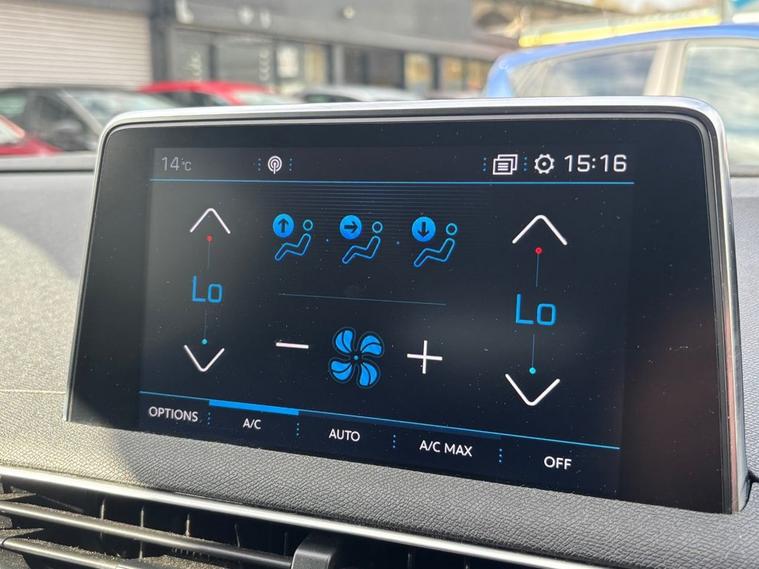 14°C 15:16
Lo Lo
OPTIONS A/C AUTO A/C MAX OFF